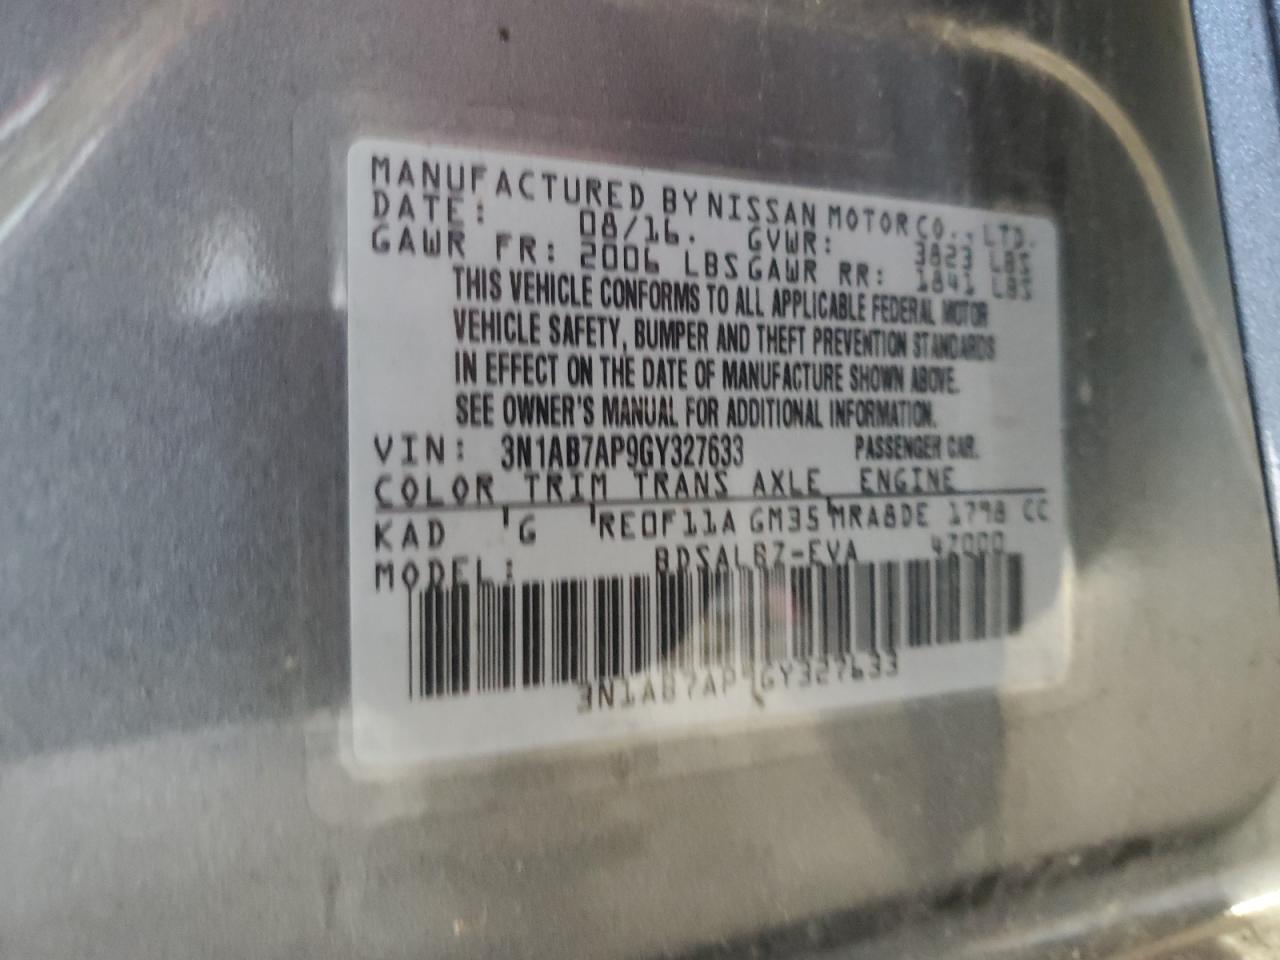 MANUFACTURED BY NISSAN MOTOR CO., LTD.
DATE: 08/16. GVWR: 3823 LBS
GAWR FR: 2006 LBS GAWR RR: 1841 LBS
THIS VEHICLE CONFORMS TO ALL APPLICABLE FEDERAL MOTOR
VEHICLE SAFETY, BUMPER AND THEFT PREVENTION STANDARDS
IN EFFECT ON THE DATE OF MANUFACTURE SHOWN ABOVE.
SEE OWNER'S MANUAL FOR ADDITIONAL INFORMATION.
VIN: 3N1AB7AP9GY327633 PASSENGER CAR.
COLOR TRIM TRANS AXLE ENGINE
KAD G RE0F11A GM35 MRA8DE 1798 CC
MODEL: BDSALBZ-EVA 47000
3N1AB7AP9GY327633